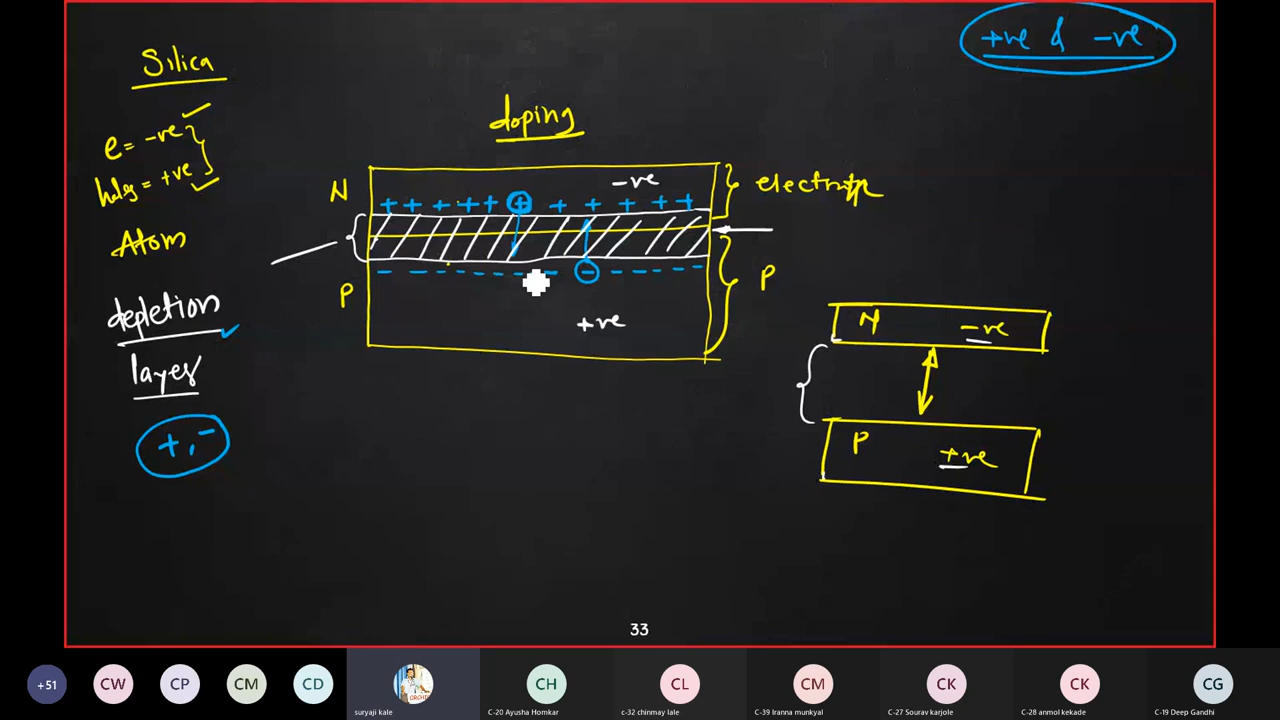 +ve & -ve
Silica
doping
e = -ve
holes = +ve
Atom
N
-ve
+ + + + + + + + + + +
P
- - - - - - - - - - -
+ve
P
depletion
layer
+, -
N -ve
P +ve
33
+51
CW
CP
CM
CD
ORCHID
suryaji kale
CH
C-20 Ayusha Homkar
CL
c-32 chinmay lale
CM
C-39 Iranna munkyal
CK
C-27 Sourav karjole
CK
C-28 anmol kekade
CG
C-19 Deep Gandhi